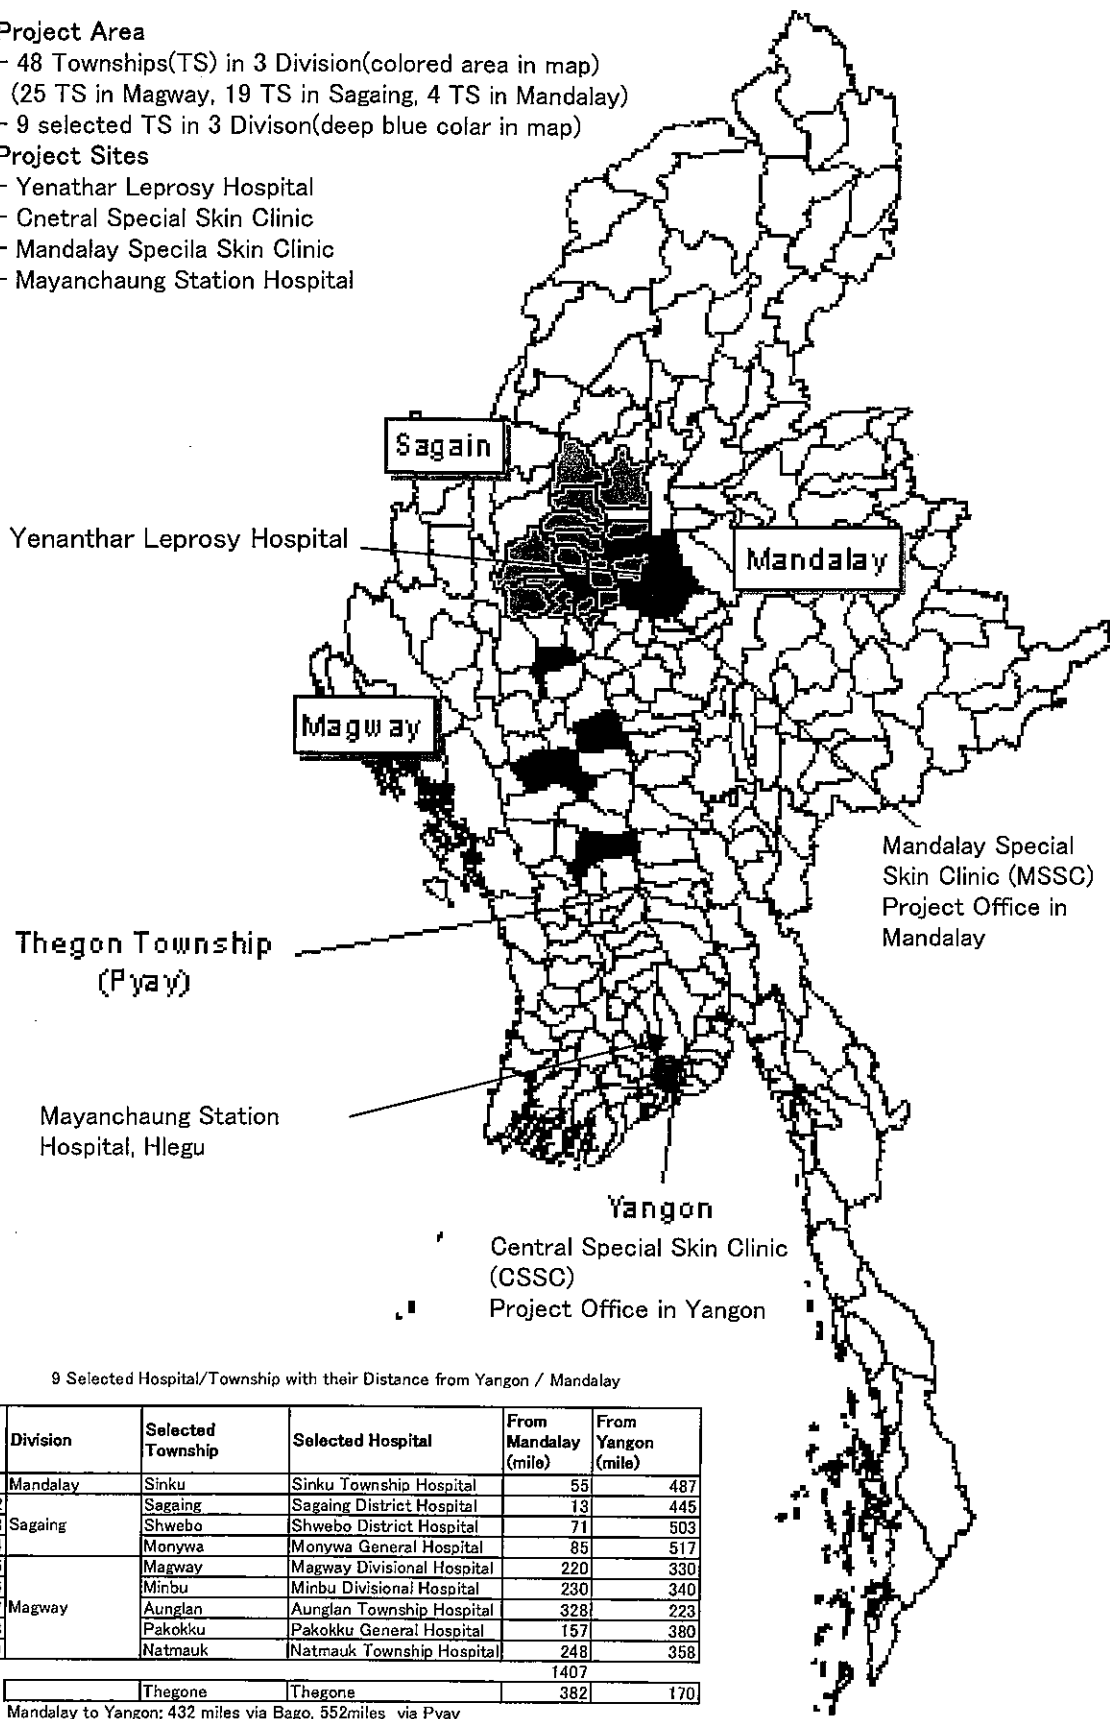 Project Area
- 48 Townships(TS) in 3 Division(colored area in map)
(25 TS in Magway, 19 TS in Sagaing, 4 TS in Mandalay)
- 9 selected TS in 3 Divison(deep blue colar in map)
Project Sites
- Yenathar Leprosy Hospital
- Cnetral Special Skin Clinic
- Mandalay Specila Skin Clinic
- Mayanchaung Station Hospital
Sagain
Yenanthar Leprosy Hospital
Mandalay
Magway
Mandalay Special
Skin Clinic (MSSC)
Project Office in
Mandalay
Thegon Township
(Pyay)
Mayanchaung Station
Hospital, Hlegu
Yangon
Central Special Skin Clinic
(CSSC)
Project Office in Yangon
9 Selected Hospital/Township with their Distance from Yangon / Mandalay
Division Selected Township Selected Hospital From Mandalay (mile) From Yangon (mile)
Mandalay Sinku Sinku Township Hospital 55 487
Sagaing Sagaing Sagaing District Hospital 13 445
Shwebo Shwebo District Hospital 71 503
Monywa Monywa General Hospital 85 517
Magway Magway Magway Divisional Hospital 220 330
Minbu Minbu Divisional Hospital 230 340
Aunglan Aunglan Township Hospital 328 223
Pakokku Pakokku General Hospital 157 380
Natmauk Natmauk Township Hospital 248 358
1407
Thegone Thegone 382 170
Mandalay to Yangon: 432 miles via Bago, 552miles via Pyay